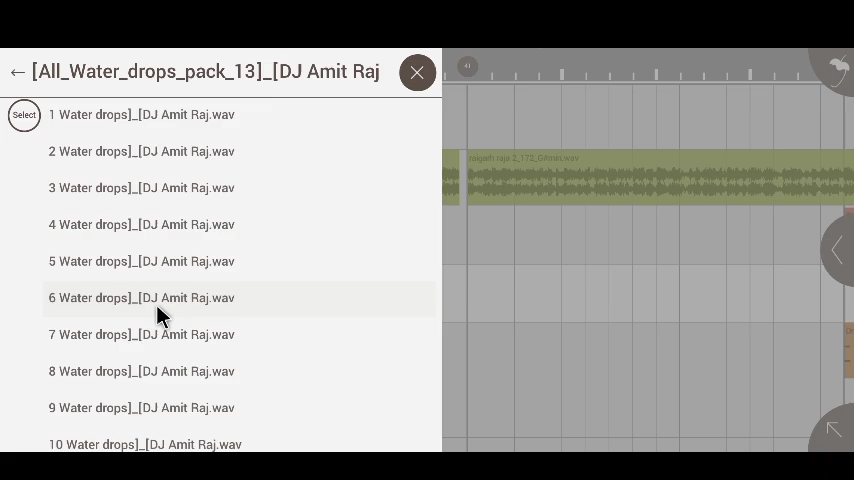 ← [All_Water_drops_pack_13]_[DJ Amit Raj
Select
1 Water drops]_[DJ Amit Raj.wav
2 Water drops]_[DJ Amit Raj.wav
3 Water drops]_[DJ Amit Raj.wav
4 Water drops]_[DJ Amit Raj.wav
5 Water drops]_[DJ Amit Raj.wav
6 Water drops]_[DJ Amit Raj.wav
7 Water drops]_[DJ Amit Raj.wav
8 Water drops]_[DJ Amit Raj.wav
9 Water drops]_[DJ Amit Raj.wav
10 Water drops]_[DJ Amit Raj.wav